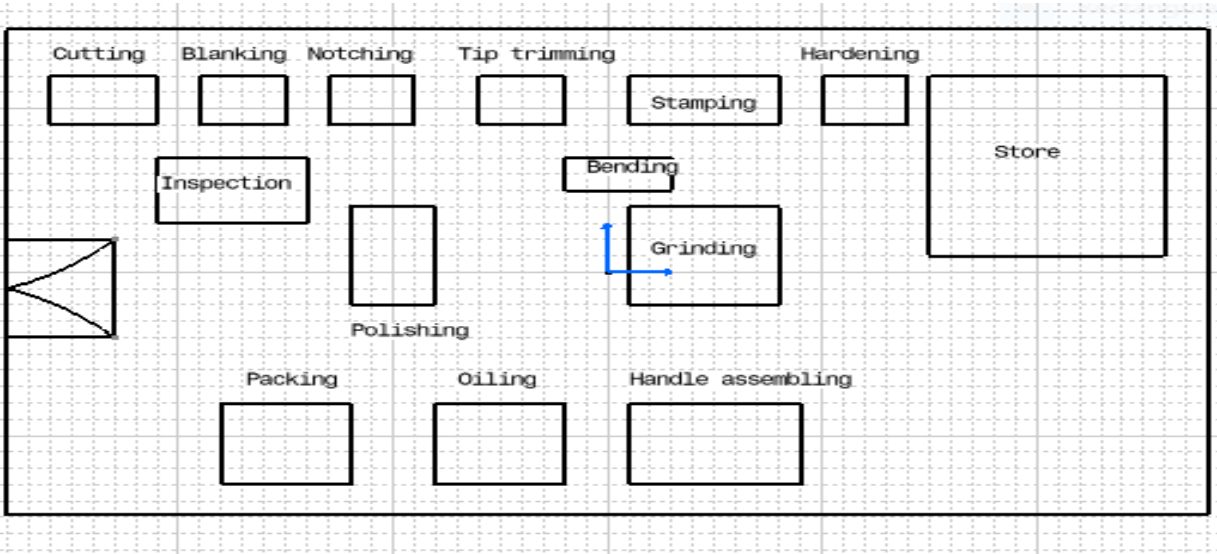 Cutting
Blanking
Notching
Tip trimming
Hardening
Stamping
Store
Bending
Inspection
Grinding
Polishing
Packing
Oiling
Handle assembling